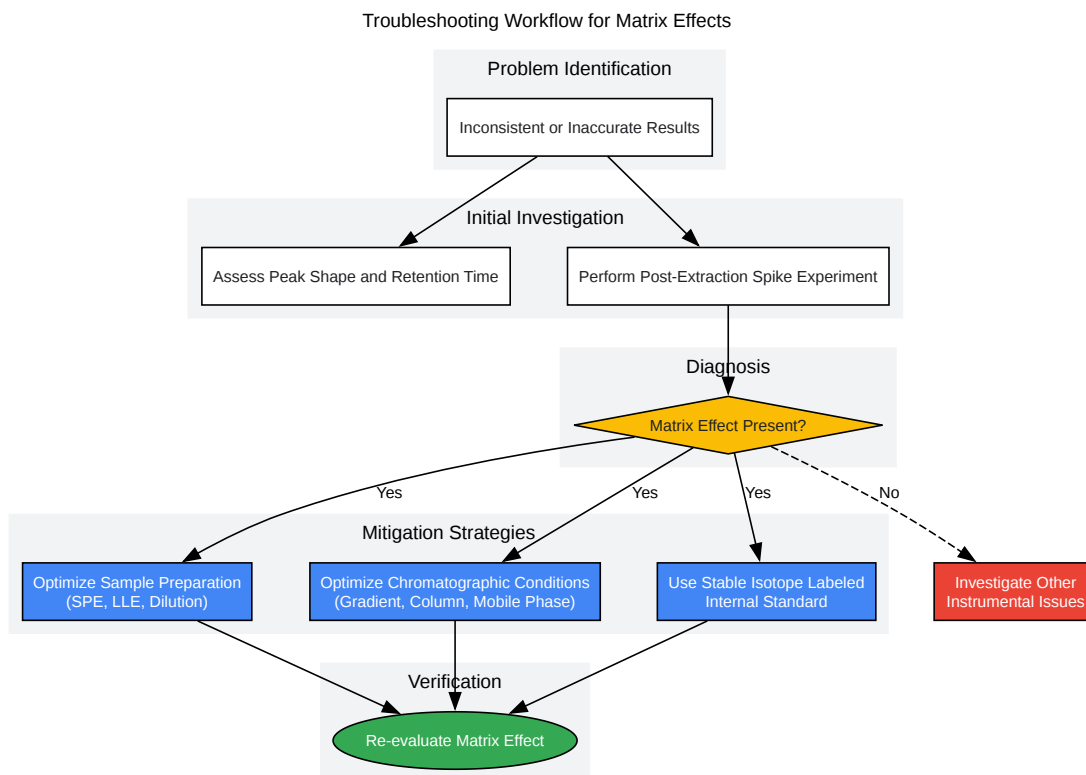 Troubleshooting Workflow for Matrix Effects
Problem Identification
Inconsistent or Inaccurate Results
Initial Investigation
Assess Peak Shape and Retention Time
Perform Post-Extraction Spike Experiment
Diagnosis
Matrix Effect Present?
Yes
Yes
Yes
No
Mitigation Strategies
Optimize Sample Preparation
(SPE, LLE, Dilution)
Optimize Chromatographic Conditions
(Gradient, Column, Mobile Phase)
Use Stable Isotope Labeled
Internal Standard
Investigate Other
Instrumental Issues
Verification
Re-evaluate Matrix Effect